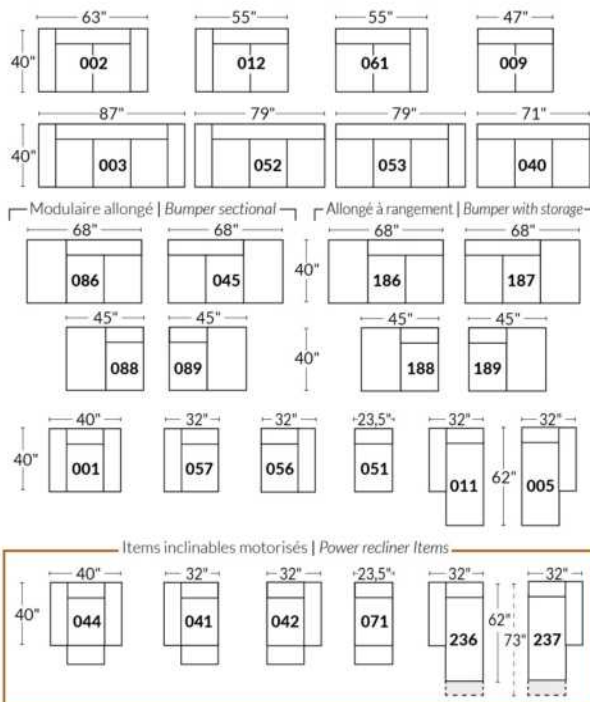 63" 55" 55" 47"
40" 002 012 061 009
87" 79" 79" 71"
40" 003 052 053 040
Modulaire allongé | Bumper sectional Allongé à rangement | Bumper with storage
68" 68" 68" 68"
086 045 40" 186 187
45" 45" 45" 45"
088 089 40" 188 189
40" 32" 32" 23,5" 32" 32"
40" 001 057 056 051 011 62" 005
Items inclinables motorisés | Power recliner Items
40" 32" 32" 23,5" 32" 32"
40" 044 041 042 071 236 62" 73" 237